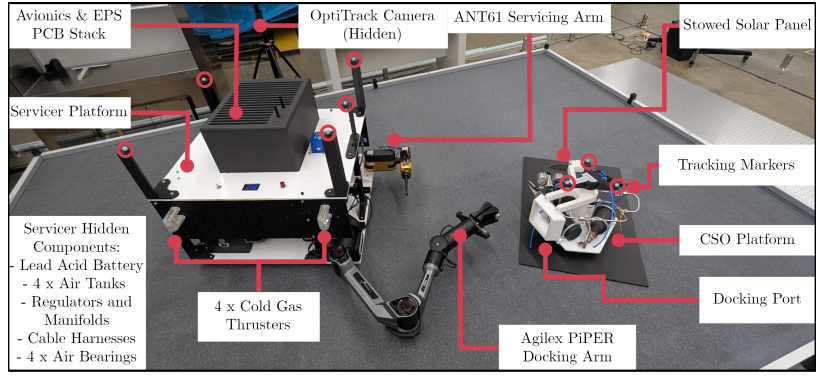 Avionics & EPS
PCB Stack
OptiTrack Camera
(Hidden)
ANT61 Servicing Arm
Stowed Solar Panel
Servicer Platform
Tracking Markers
Servicer Hidden
Components:
- Lead Acid Battery
- 4 x Air Tanks
- Regulators and
Manifolds
- Cable Harnesses
- 4 x Air Bearings
4 x Cold Gas
Thrusters
CSO Platform
Docking Port
Agilex PiPER
Docking Arm